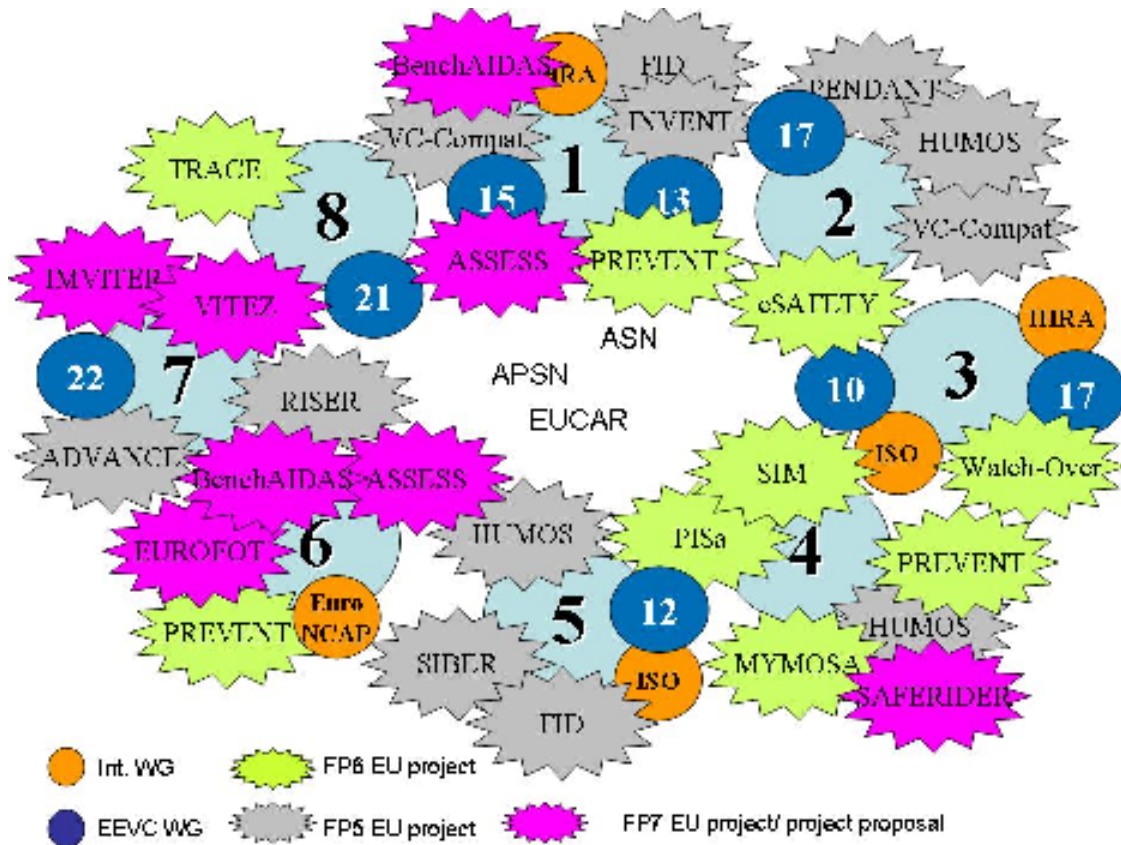 BenchAIDAS
IHRA
FID
INVENT
PENDANT
17
HUMOS
VC-Compat
TRACE
VC-Compat
1
2
8
15
13
VC-Compat
ASSESS
PREVENT
IMVITER
VITEZ
21
eSAFETY
IHRA
ASN
22
7
APSN
10
3
17
RISER
EUCAR
ADVANCE
BenchAIDAS
ASSESS
SIM
ISO
Watch-Over
EUROFOT
6
HUMOS
PISa
4
PREVENT
PREVENT
Euro
NCAP
5
12
HUMOS
SIBER
ISO
MYMOSA
SAFERIDER
FID
Int. WG
FP6 EU project
EEVC WG
FP5 EU project
FP7 EU project/ project proposal